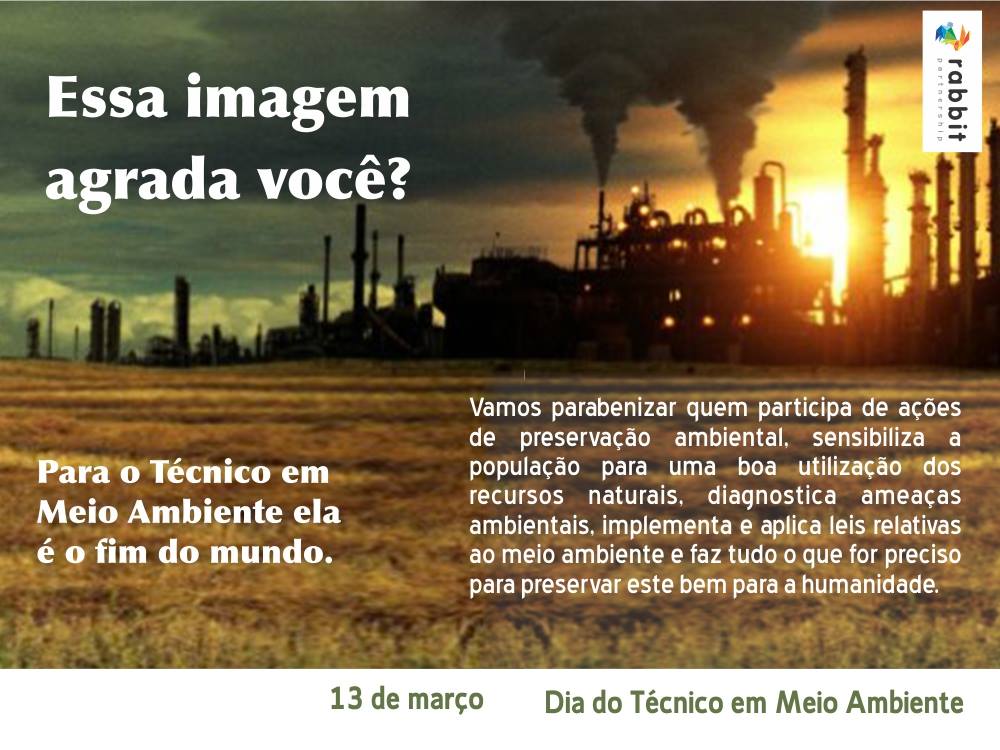 Essa imagem
agrada você?
rabbit
partnership
Para o Técnico em
Meio Ambiente ela
é o fim do mundo.
Vamos parabenizar quem participa de ações
de preservação ambiental, sensibiliza a
população para uma boa utilização dos
recursos naturais, diagnostica ameaças
ambientais, implementa e aplica leis relativas
ao meio ambiente e faz tudo o que for preciso
para preservar este bem para a humanidade.
13 de março
Dia do Técnico em Meio Ambiente